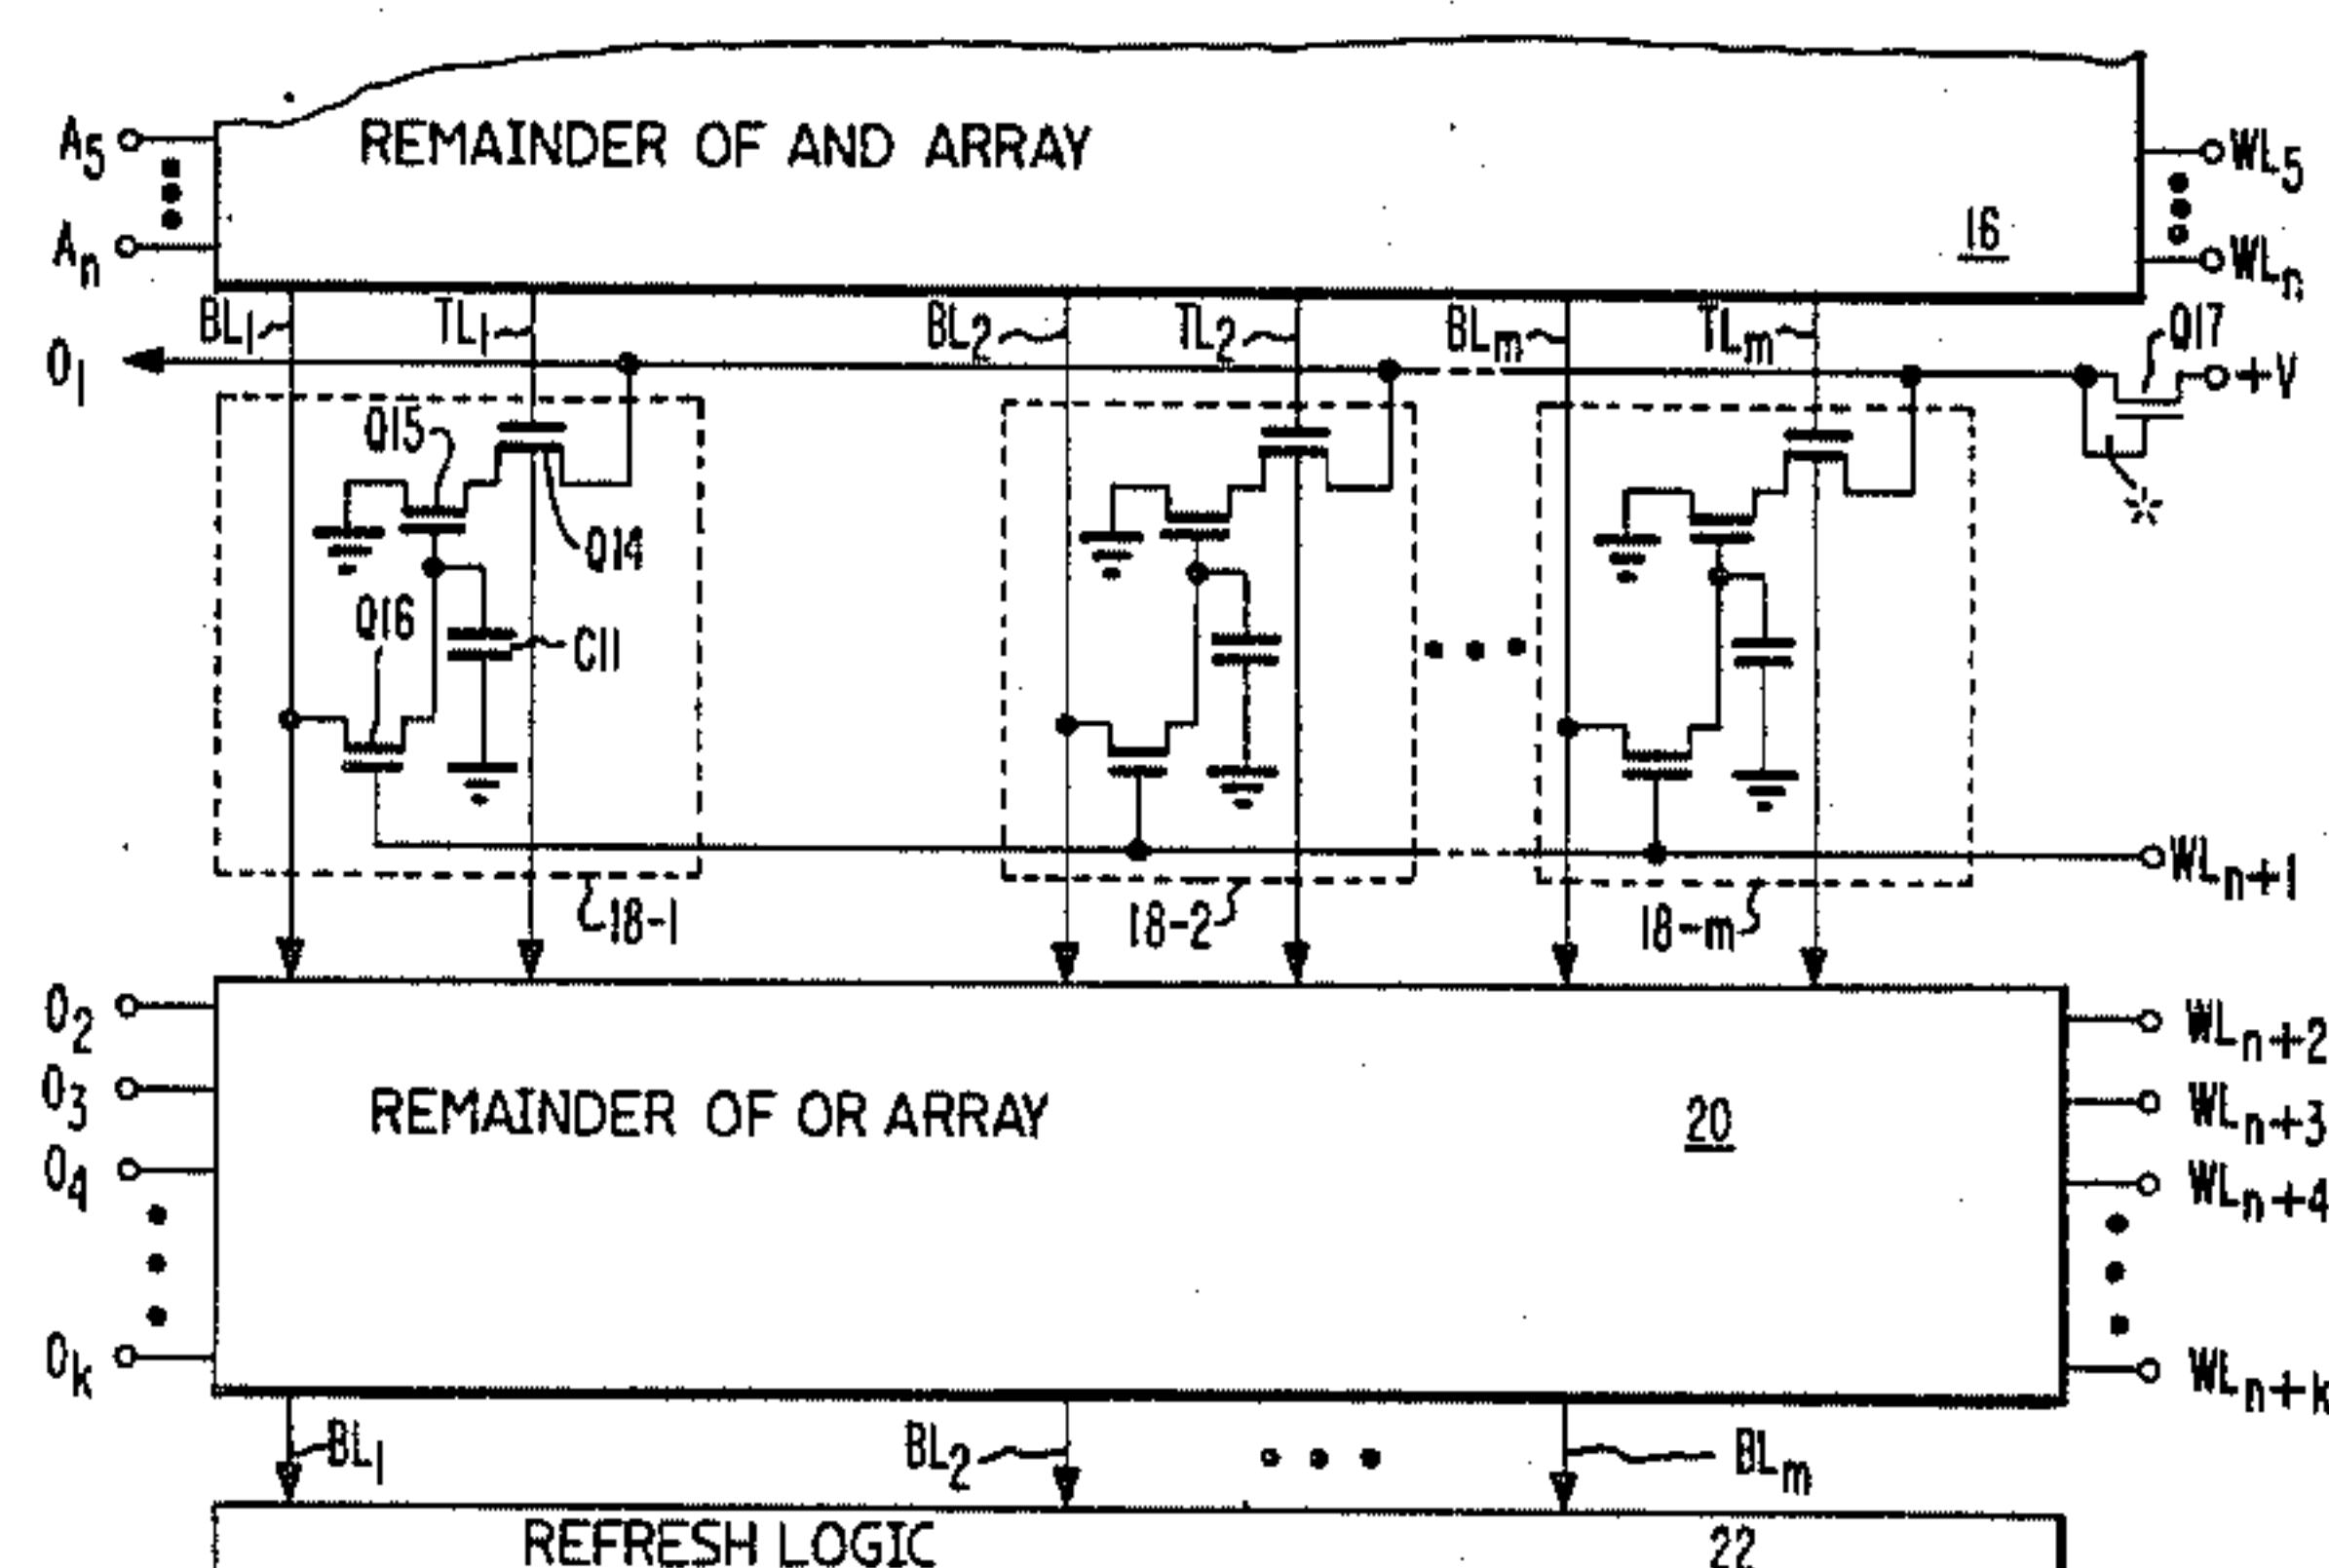 A5
REMAINDER OF AND ARRAY
WL5
An
16
WLn
BL1
TL1
BL2
TL2
BLm
TLm
Q17
O1
+V
Q15
Q14
Q16
C11
WLn+1
18-1
18-2
18-m
O2
WLn+2
O3
REMAINDER OF OR ARRAY
20
WLn+3
O4
WLn+4
Ok
WLn+k
BL1
BL2
BLm
REFRESH LOGIC
22